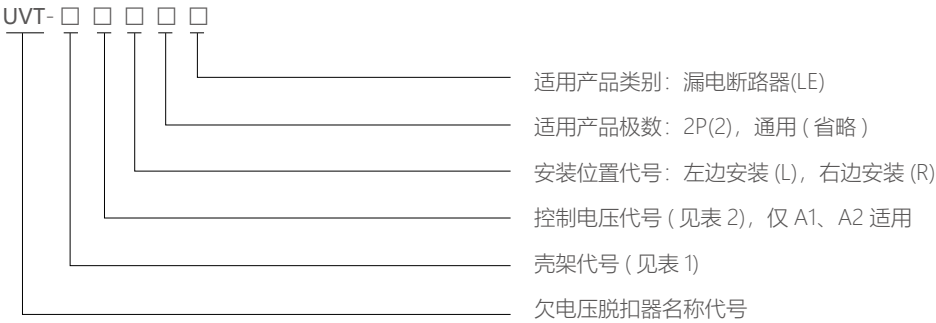 UVT-□ □ □ □ □
适用产品类别：漏电断路器(LE)
适用产品极数：2P(2)，通用 ( 省略 )
安装位置代号：左边安装 (L)，右边安装 (R)
控制电压代号 ( 见表 2)，仅 A1、A2 适用
壳架代号 ( 见表 1)
欠电压脱扣器名称代号